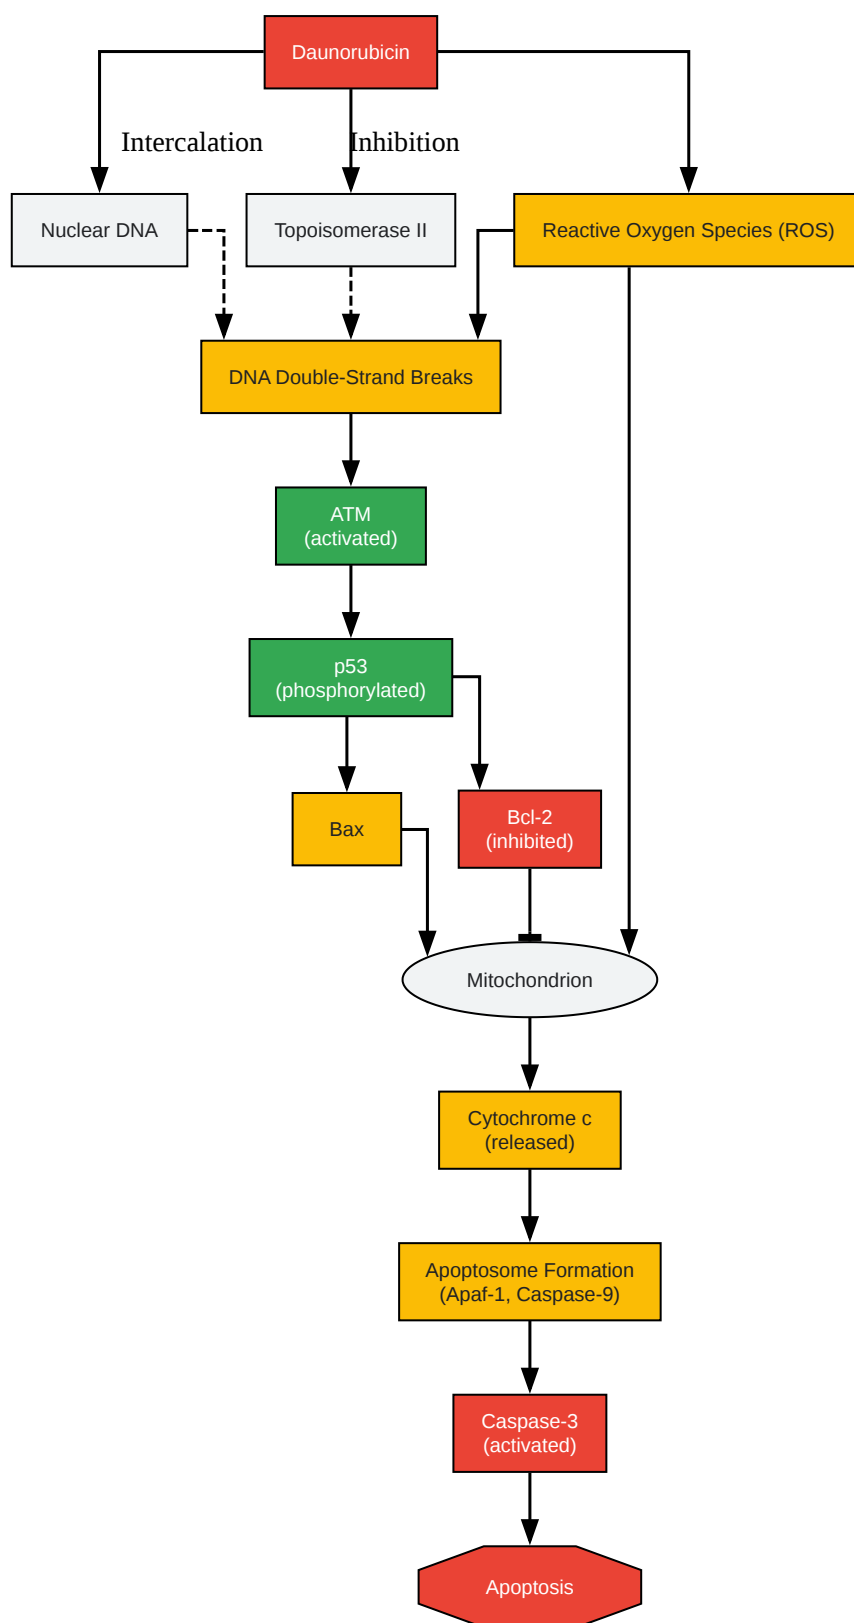 Daunorubicin
Intercalation
Inhibition
Nuclear DNA
Topoisomerase II
Reactive Oxygen Species (ROS)
DNA Double-Strand Breaks
ATM
(activated)
p53
(phosphorylated)
Bax
Bcl-2
(inhibited)
Mitochondrion
Cytochrome c
(released)
Apoptosome Formation
(Apaf-1, Caspase-9)
Caspase-3
(activated)
Apoptosis